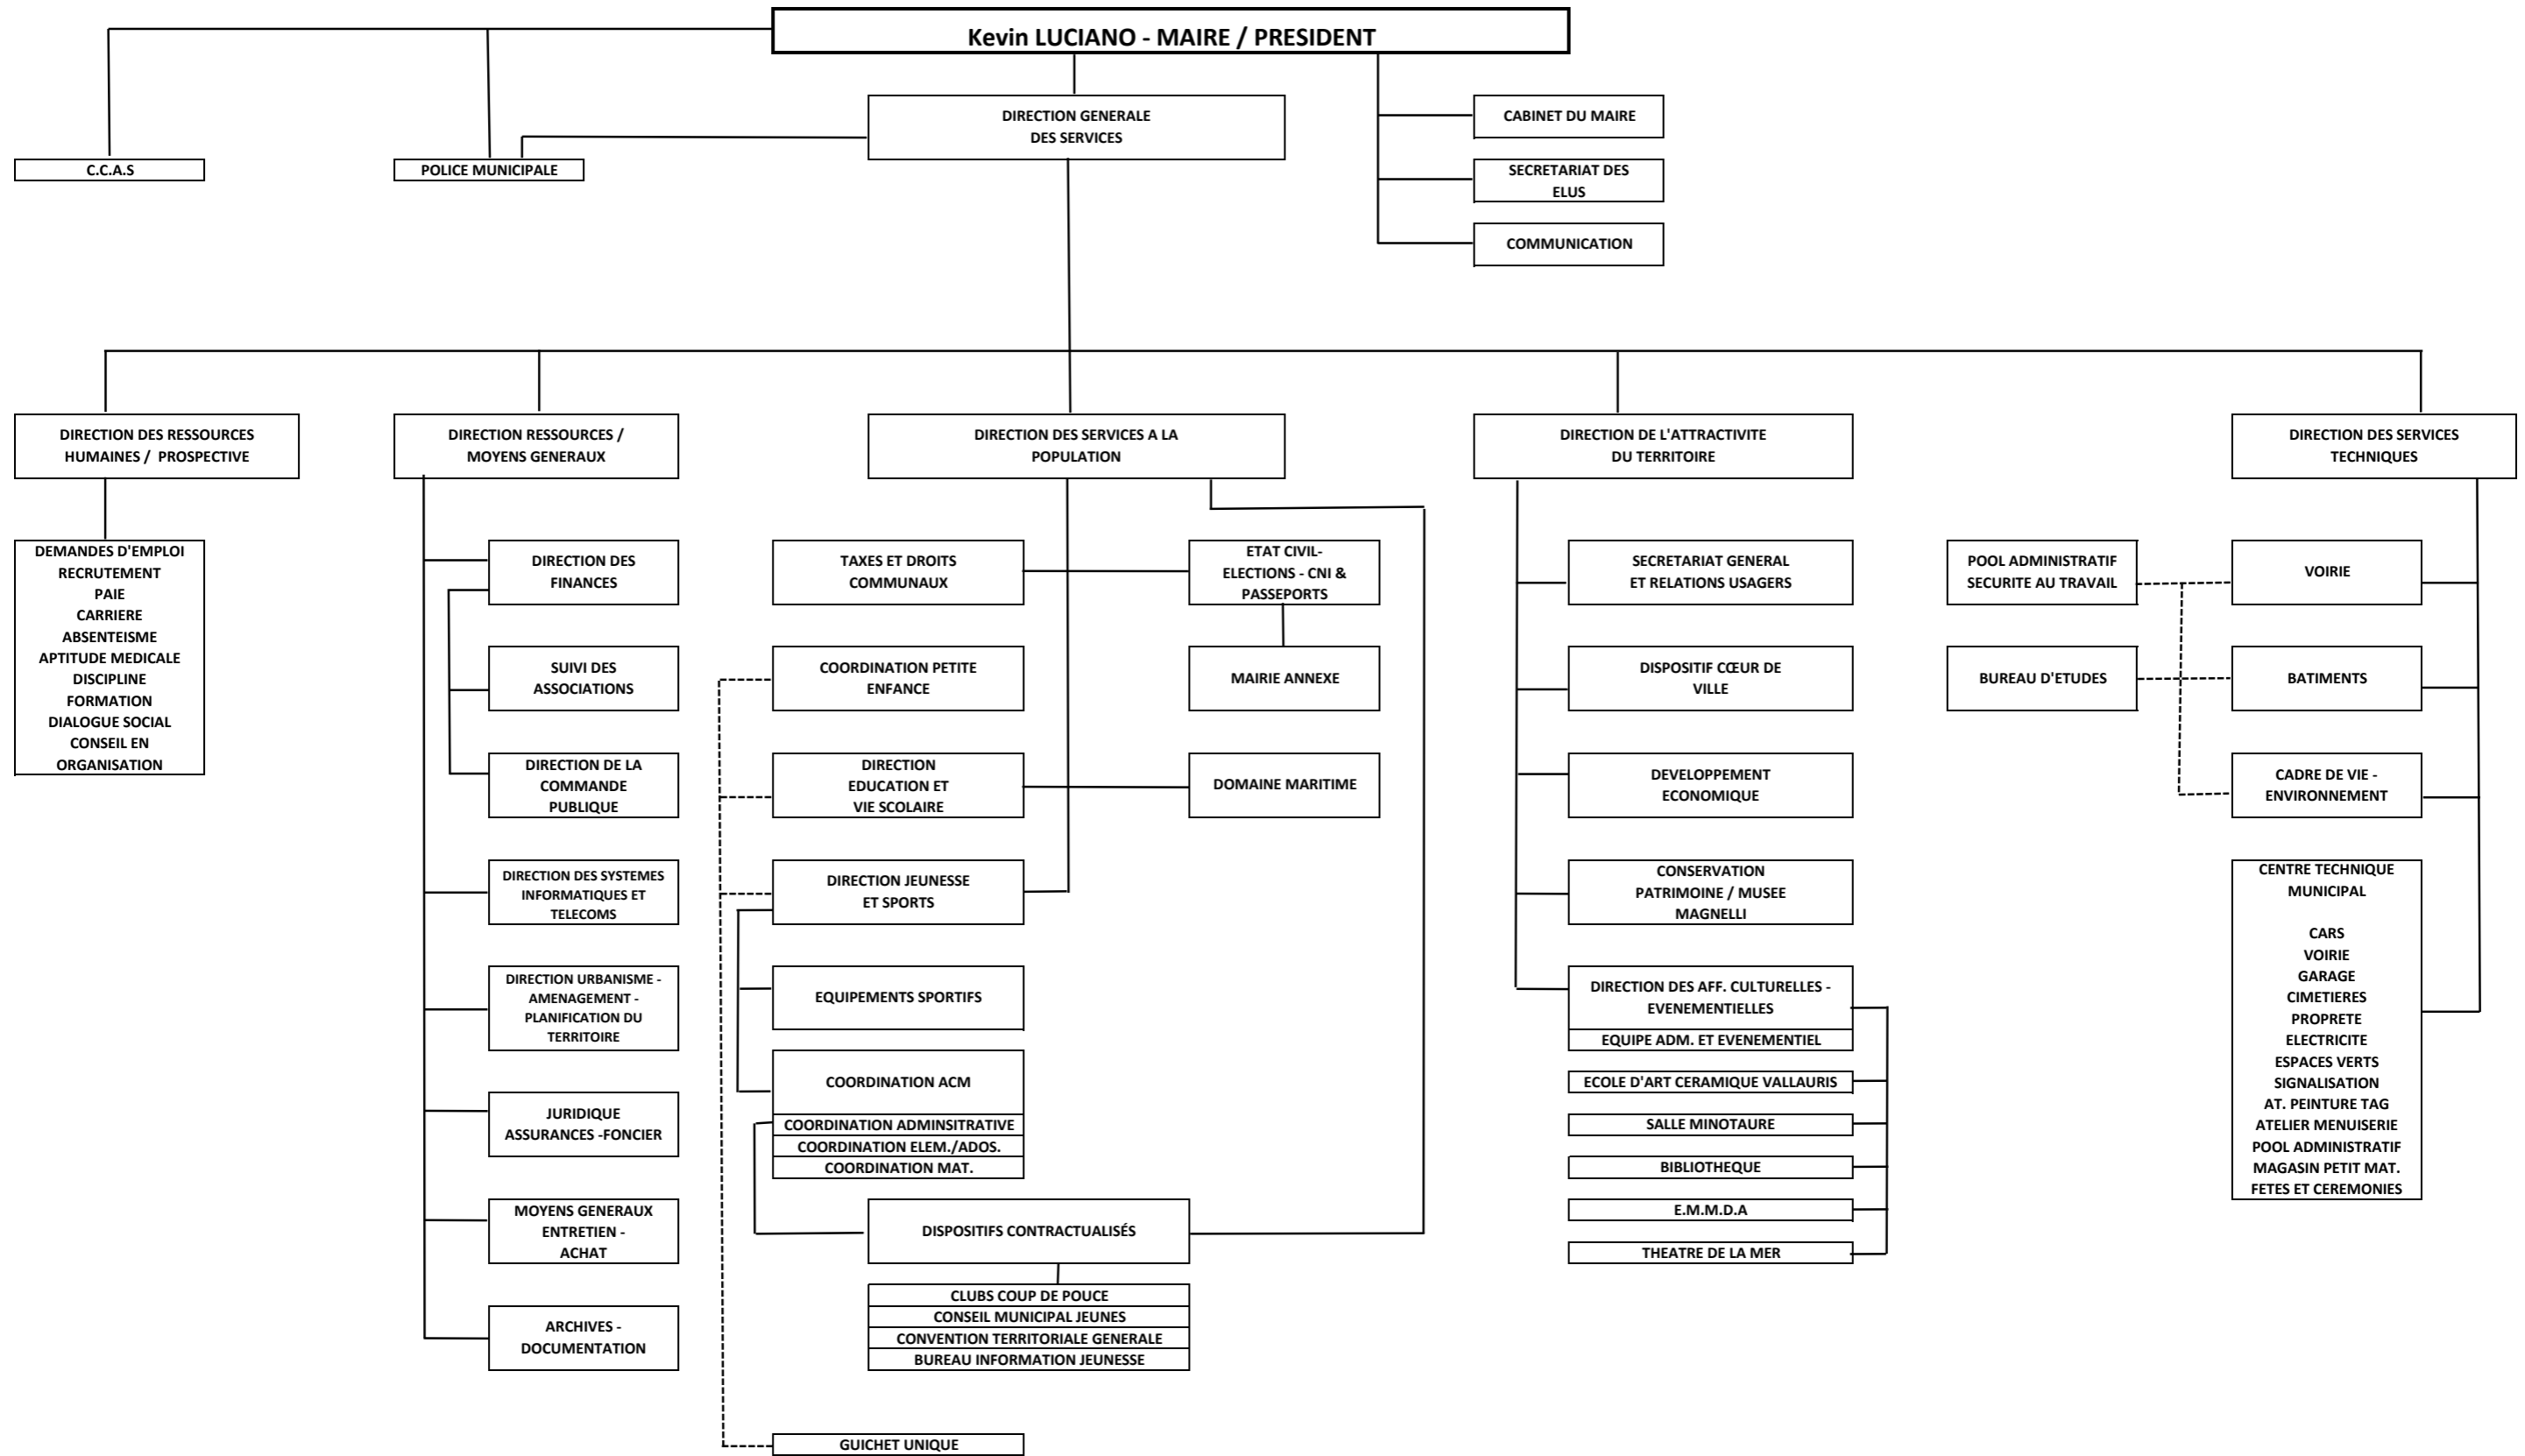 Kevin LUCIANO - MAIRE / PRESIDENT
DIRECTION GENERALE
DES SERVICES
CABINET DU MAIRE
C.C.A.S
POLICE MUNICIPALE
SECRETARIAT DES
ELUS
COMMUNICATION
DIRECTION DES RESSOURCES
HUMAINES / PROSPECTIVE
DEMANDES D'EMPLOI
RECRUTEMENT
PAIE
CARRIERE
ABSENTEISME
APTITUDE MEDICALE
DISCIPLINE
FORMATION
DIALOGUE SOCIAL
CONSEIL EN
ORGANISATION
DIRECTION RESSOURCES /
MOYENS GENERAUX
DIRECTION DES
FINANCES
SUIVI DES
ASSOCIATIONS
DIRECTION DE LA
COMMANDE
PUBLIQUE
DIRECTION DES SYSTEMES
INFORMATIQUES ET
TELECOMS
DIRECTION URBANISME -
AMENAGEMENT -
PLANIFICATION DU
TERRITOIRE
JURIDIQUE
ASSURANCES -FONCIER
MOYENS GENERAUX
ENTRETIEN -
ACHAT
ARCHIVES -
DOCUMENTATION
DIRECTION DES SERVICES A LA
POPULATION
TAXES ET DROITS
COMMUNAUX
ETAT CIVIL-
ELECTIONS - CNI &
PASSEPORTS
COORDINATION PETITE
ENFANCE
MAIRIE ANNEXE
DIRECTION
EDUCATION ET
VIE SCOLAIRE
DOMAINE MARITIME
DIRECTION JEUNESSE
ET SPORTS
EQUIPEMENTS SPORTIFS
COORDINATION ACM
COORDINATION ADMINSITRATIVE
COORDINATION ELEM./ADOS.
COORDINATION MAT.
DISPOSITIFS CONTRACTUALISÉS
CLUBS COUP DE POUCE
CONSEIL MUNICIPAL JEUNES
CONVENTION TERRITORIALE GENERALE
BUREAU INFORMATION JEUNESSE
GUICHET UNIQUE
DIRECTION DE L'ATTRACTIVITE
DU TERRITOIRE
SECRETARIAT GENERAL
ET RELATIONS USAGERS
DISPOSITIF CŒUR DE
VILLE
DEVELOPPEMENT
ECONOMIQUE
CONSERVATION
PATRIMOINE / MUSEE
MAGNELLI
DIRECTION DES AFF. CULTURELLES -
EVENEMENTIELLES
EQUIPE ADM. ET EVENEMENTIEL
ECOLE D'ART CERAMIQUE VALLAURIS
SALLE MINOTAURE
BIBLIOTHEQUE
E.M.M.D.A
THEATRE DE LA MER
DIRECTION DES SERVICES
TECHNIQUES
POOL ADMINISTRATIF
SECURITE AU TRAVAIL
VOIRIE
BUREAU D'ETUDES
BATIMENTS
CADRE DE VIE -
ENVIRONNEMENT
CENTRE TECHNIQUE
MUNICIPAL
CARS
VOIRIE
GARAGE
CIMETIERES
PROPRETE
ELECTRICITE
ESPACES VERTS
SIGNALISATION
AT. PEINTURE TAG
ATELIER MENUISERIE
POOL ADMINISTRATIF
MAGASIN PETIT MAT.
FETES ET CEREMONIES